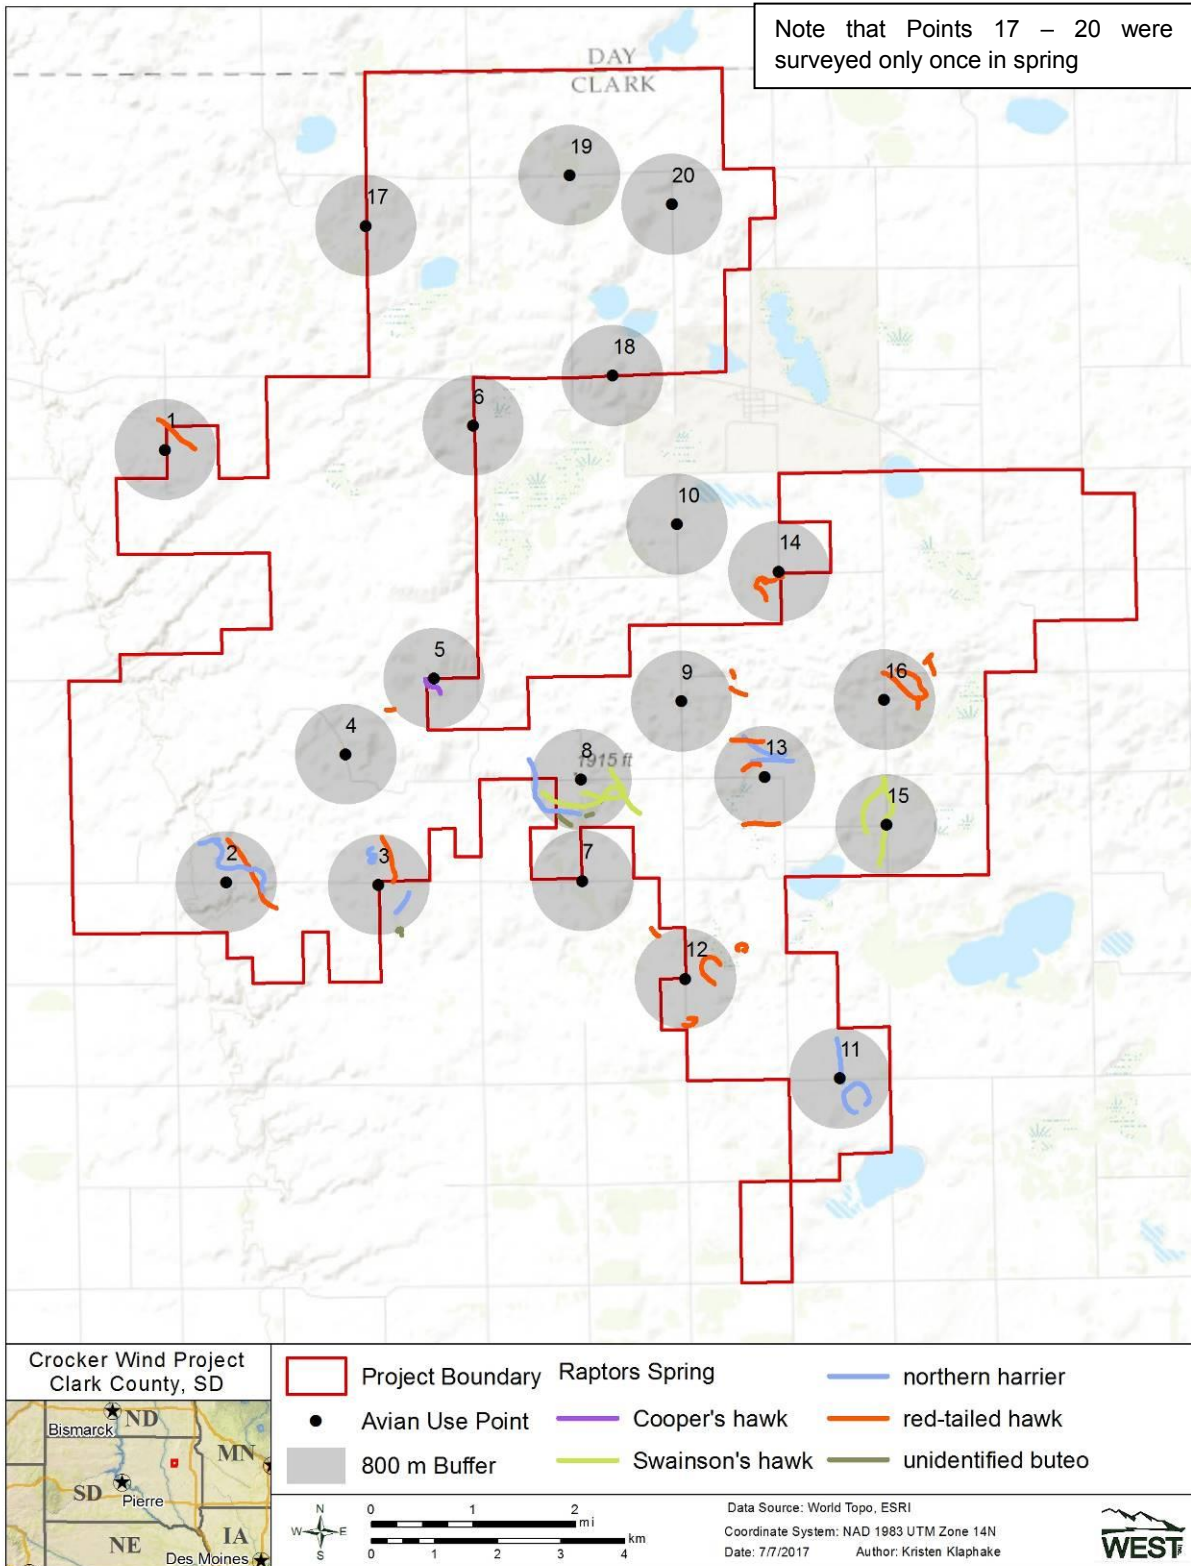 Note that Points 17 – 20 were
surveyed only once in spring
DAY
CLARK
19
20
17
18
6
1
10
14
5
9
16
4
8
1915 ft
13
15
2
3
7
12
11
Crocker Wind Project
Clark County, SD
ND
Bismarck
MN
SD
Pierre
NE
IA
Des Moines
Project Boundary
Avian Use Point
800 m Buffer
Raptors Spring
Cooper's hawk
Swainson's hawk
northern harrier
red-tailed hawk
unidentified buteo
N
W E
S
0 1 2
mi
km
0 1 2 3 4
Data Source: World Topo, ESRI
Coordinate System: NAD 1983 UTM Zone 14N
Date: 7/7/2017 Author: Kristen Klaphake
WEST